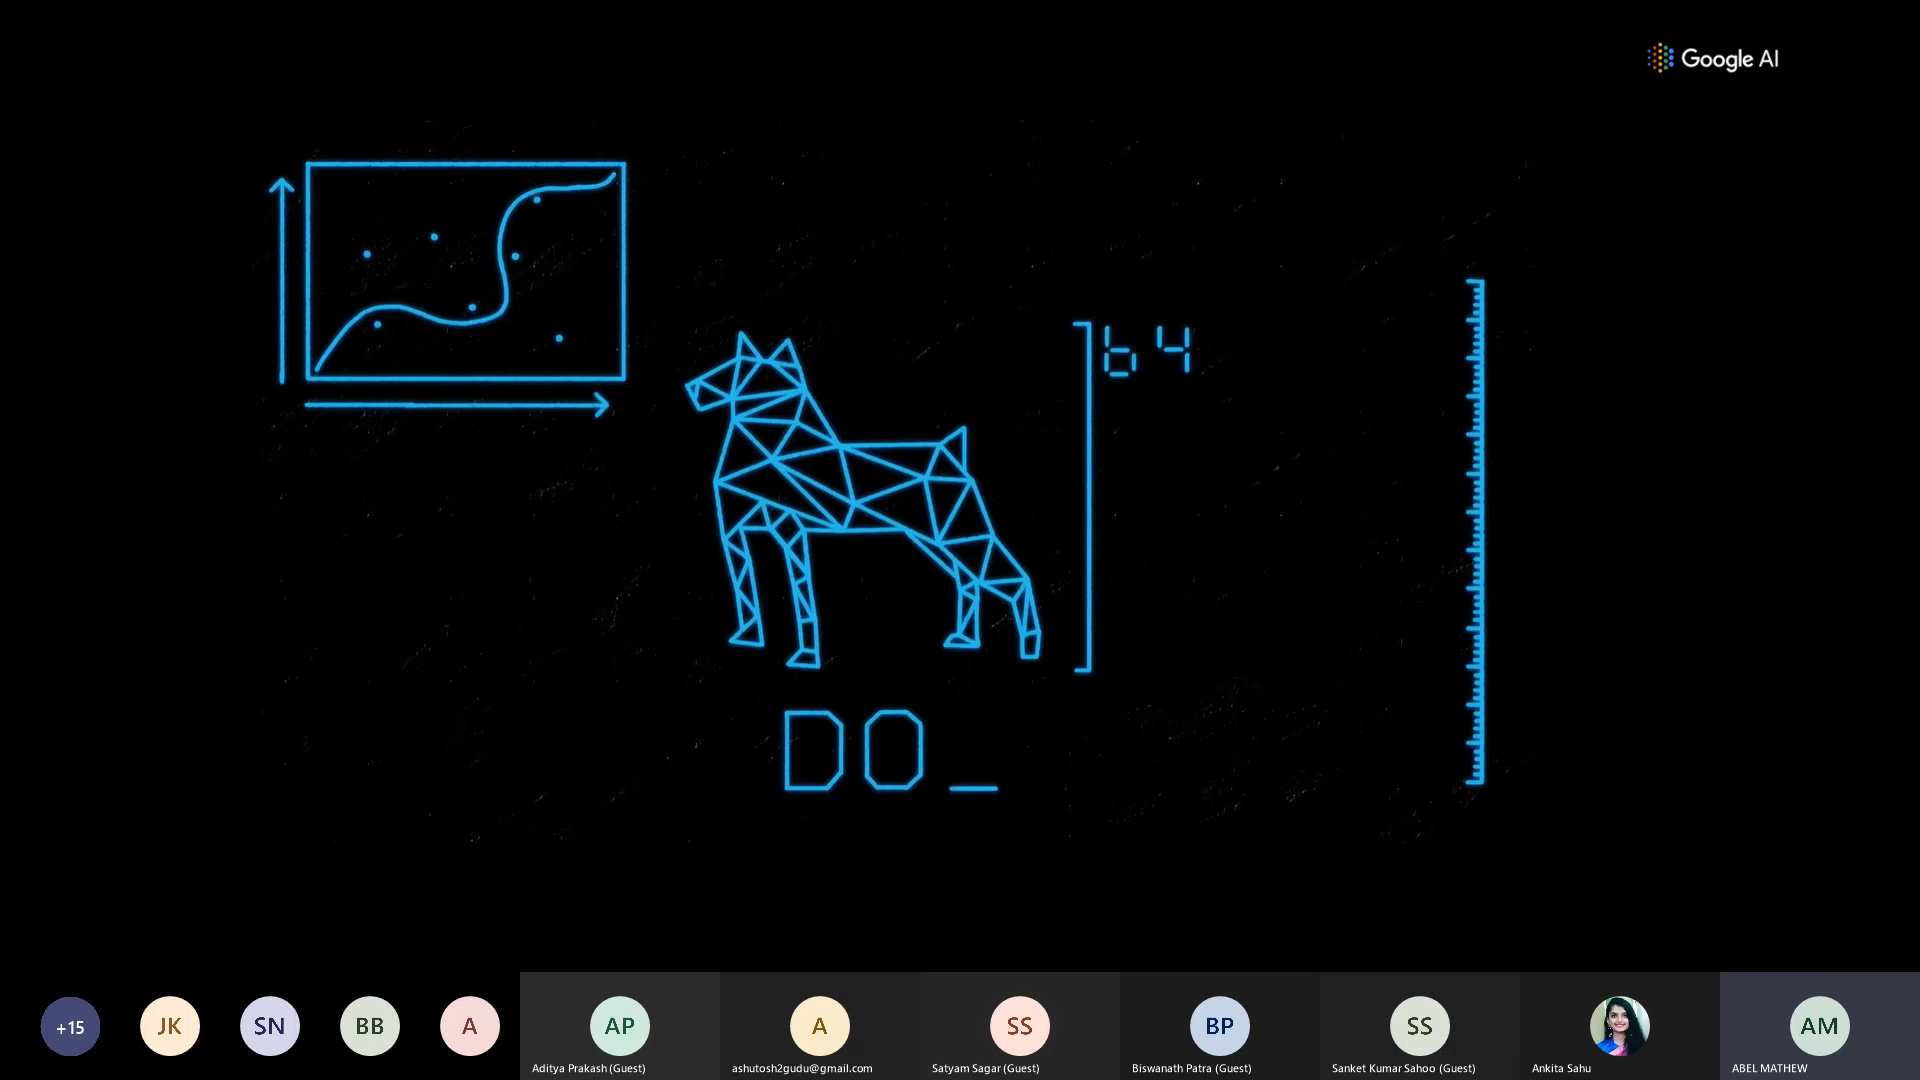 Google AI
64
DO_
+15
JK
SN
BB
A
AP
A
SS
BP
SS
AM
Aditya Prakash (Guest)
ashutosh2gudu@gmail.com
Satyam Sagar (Guest)
Biswanath Patra (Guest)
Sanket Kumar Sahoo (Guest)
Ankita Sahu
ABEL MATHEW